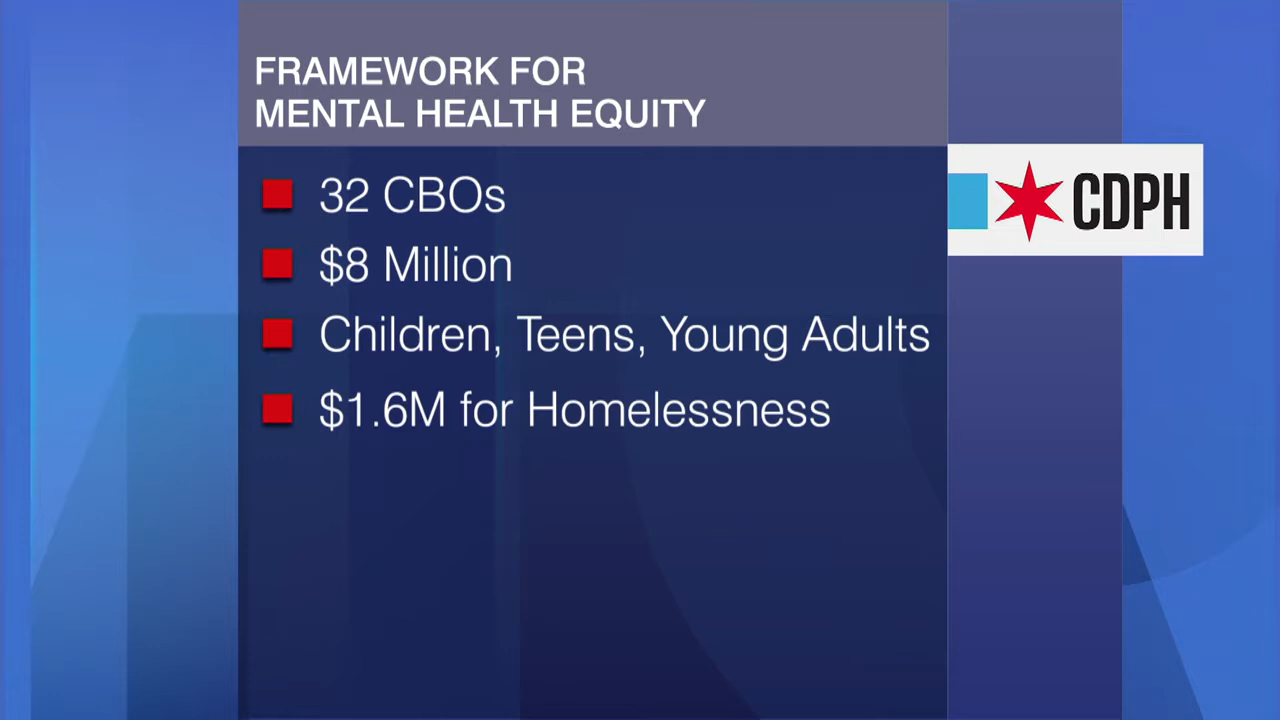 FRAMEWORK FOR
MENTAL HEALTH EQUITY
32 CBOs
$8 Million
Children, Teens, Young Adults
$1.6M for Homelessness
CDPH